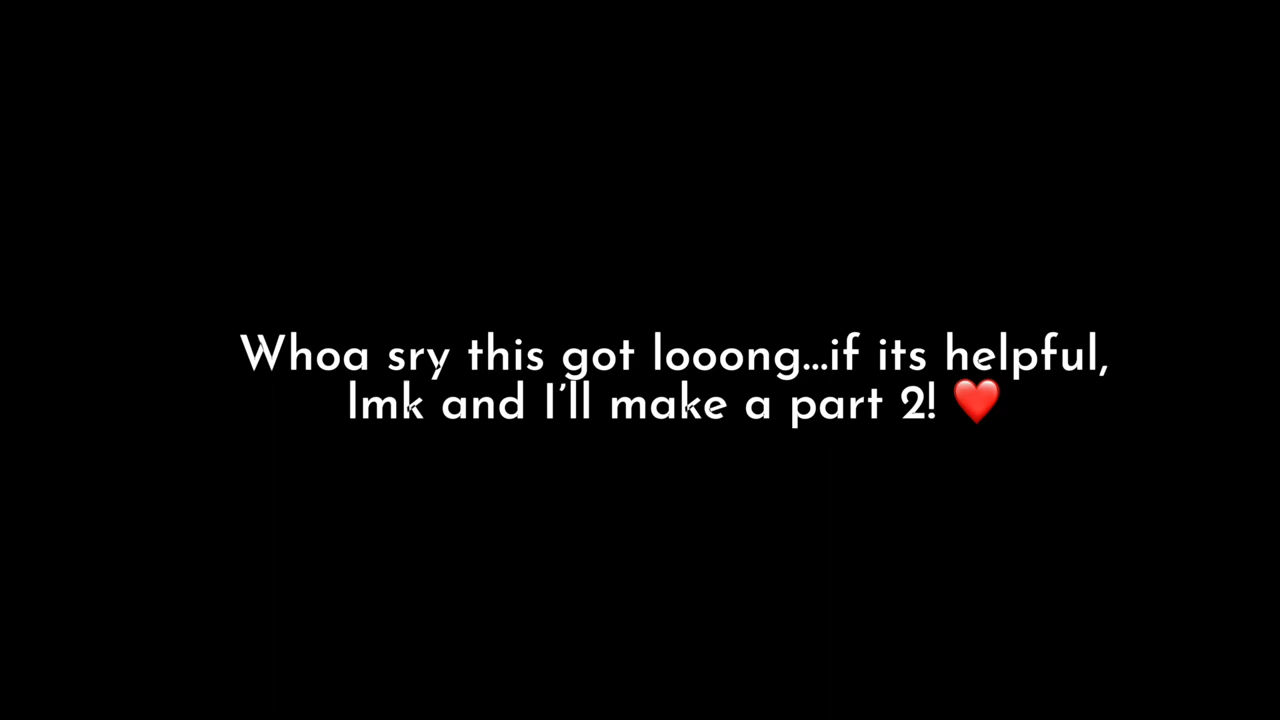 Whoa sry this got looong...if its helpful,
lmk and I’ll make a part 2! ❤️